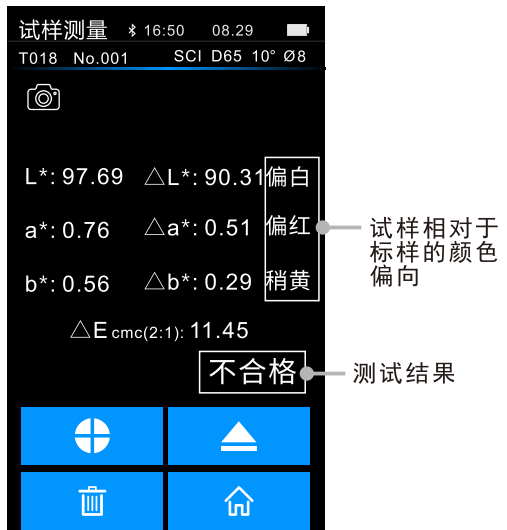 试样测量 16:50 08.29
T018 No.001 SCI D65 10° Ø8
L*: 97.69 △L*: 90.31 偏白
a*: 0.76 △a*: 0.51 偏红
b*: 0.56 △b*: 0.29 稍黄
△E cmc(2:1): 11.45
不合格
试样相对于
标样的颜色
偏向
测试结果